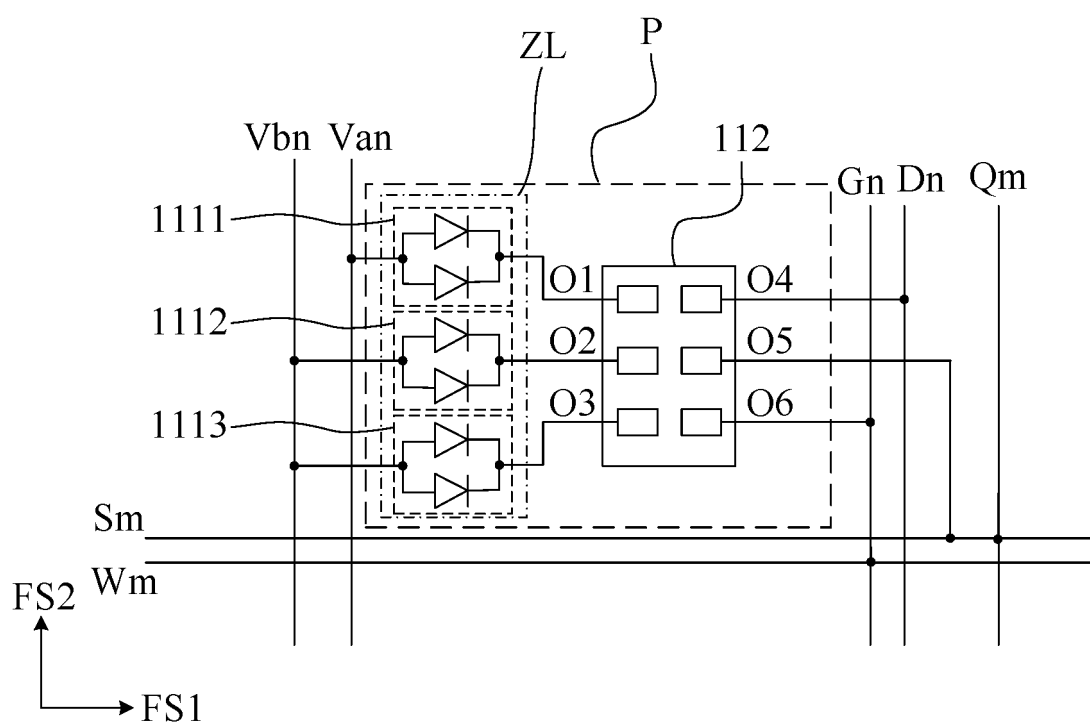 ZL
P
Vbn Van
112
Gn Dn Qm
1111
O1 O4
1112
O2 O5
O3 O6
1113
Sm
Wm
FS2
FS1